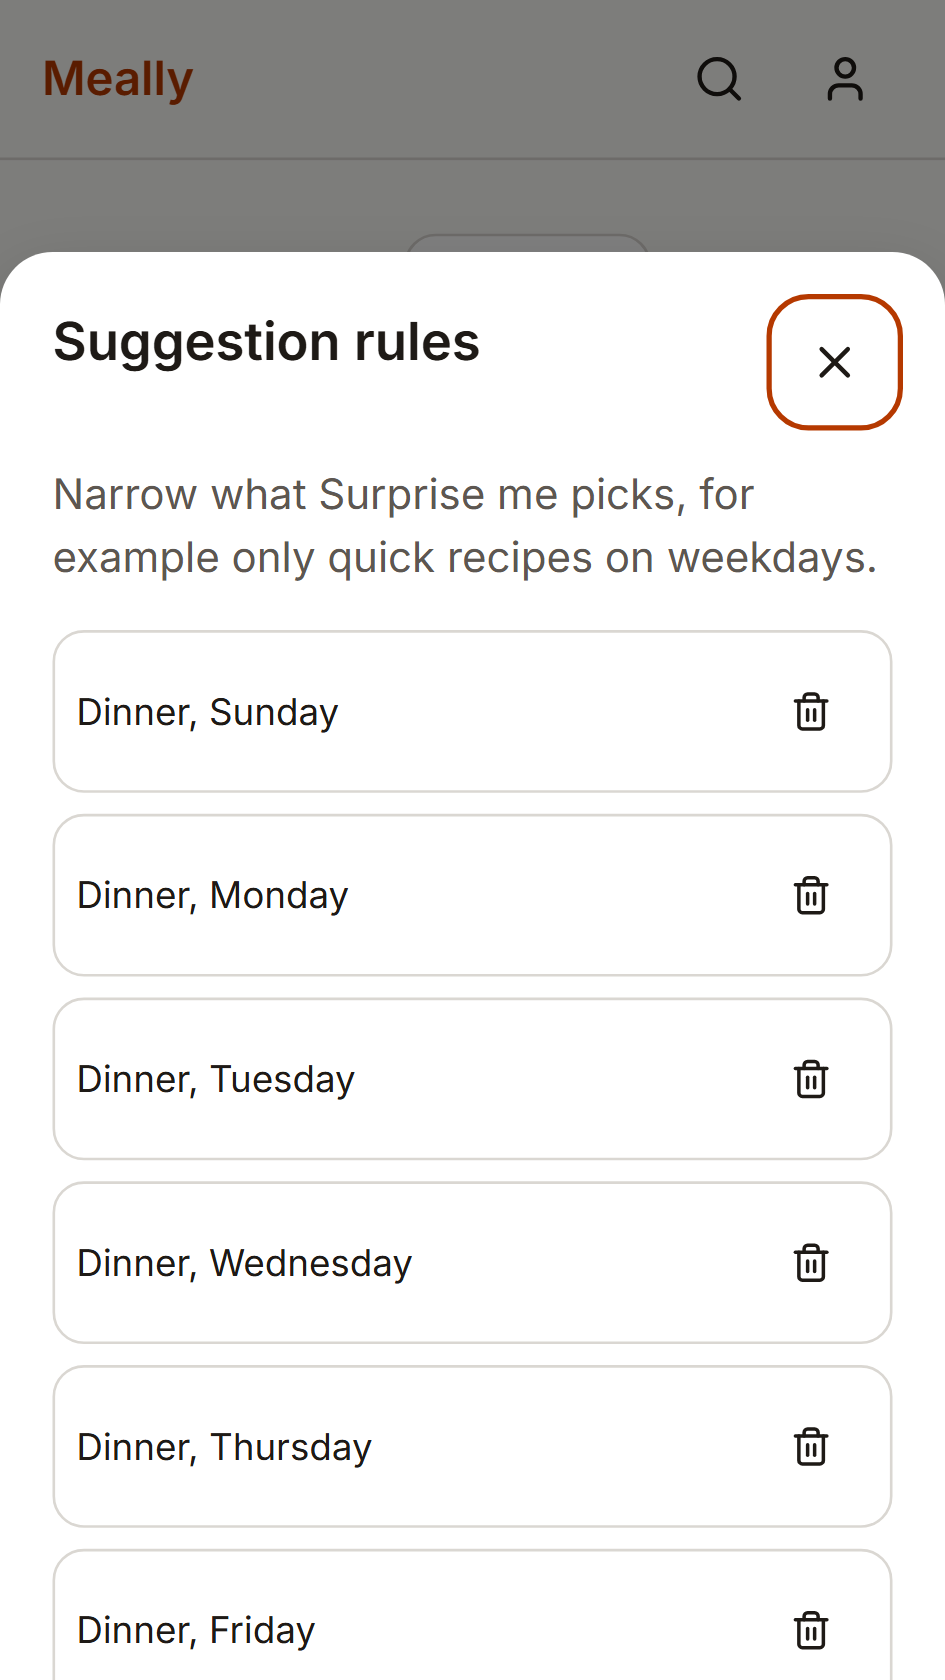 Meally
Suggestion rules
Narrow what Surprise me picks, for
example only quick recipes on weekdays.
Dinner, Sunday
Dinner, Monday
Dinner, Tuesday
Dinner, Wednesday
Dinner, Thursday
Dinner, Friday